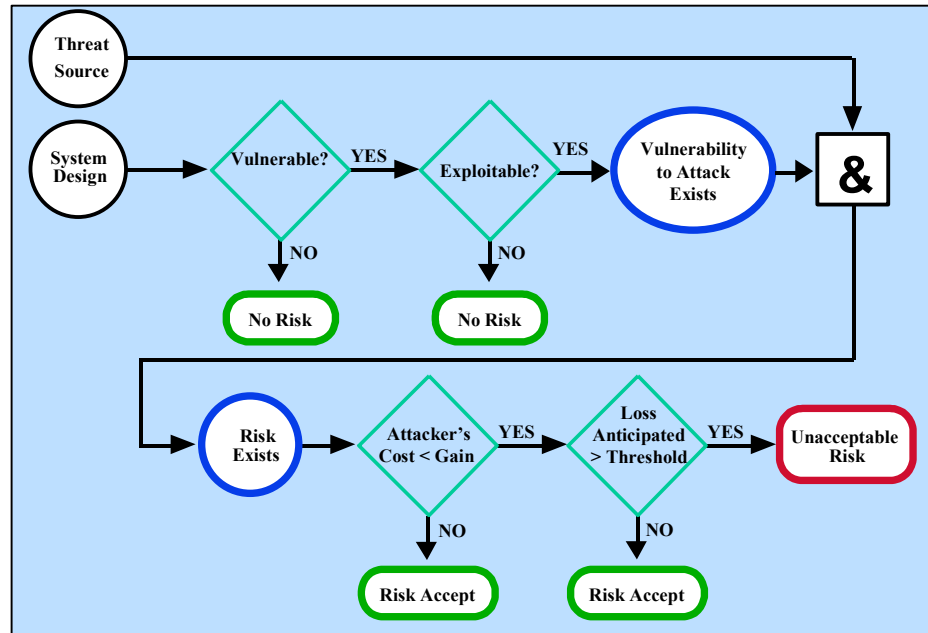 Threat
Source
System
Design
Vulnerable?
YES
Exploitable?
YES
Vulnerability
to Attack
Exists
&
NO
No Risk
NO
No Risk
Risk
Exists
Attacker's
Cost < Gain
YES
Loss
Anticipated
> Threshold
YES
Unacceptable
Risk
NO
Risk Accept
NO
Risk Accept